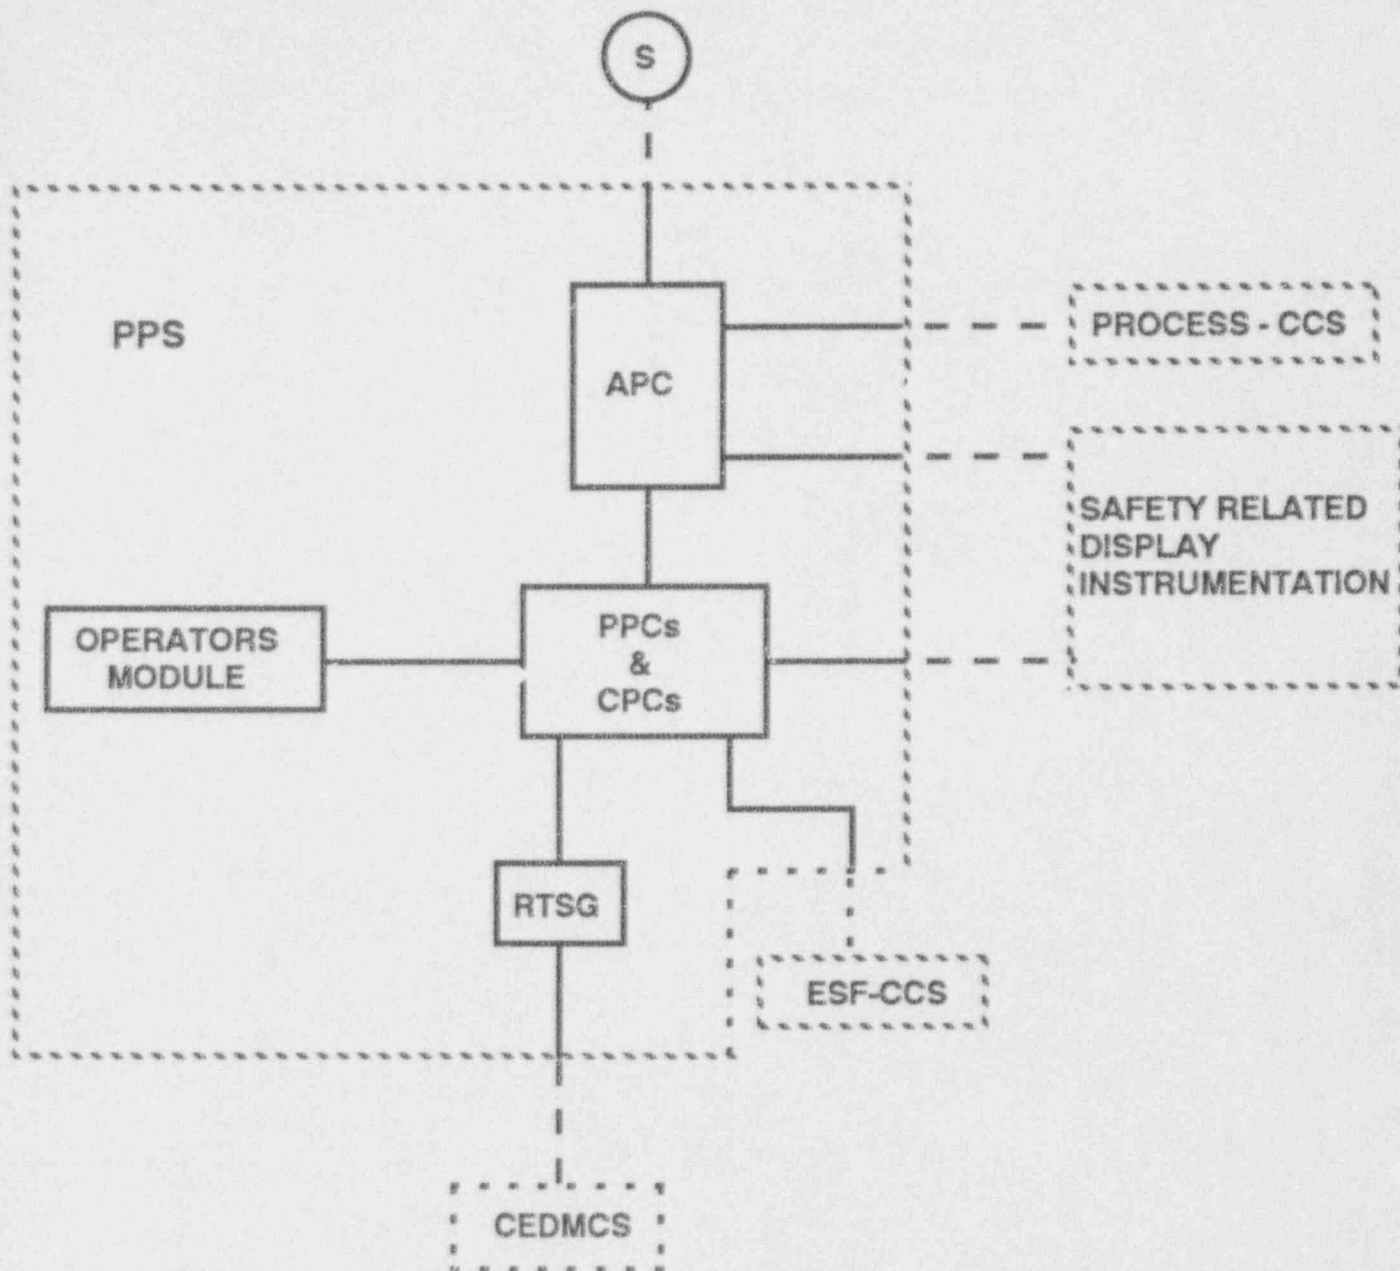 S
PPS
APC
PROCESS - CCS
SAFETY RELATED
DISPLAY
INSTRUMENTATION
OPERATORS
MODULE
PPCs
&
CPCs
RTSG
ESF-CCS
CEDMCS